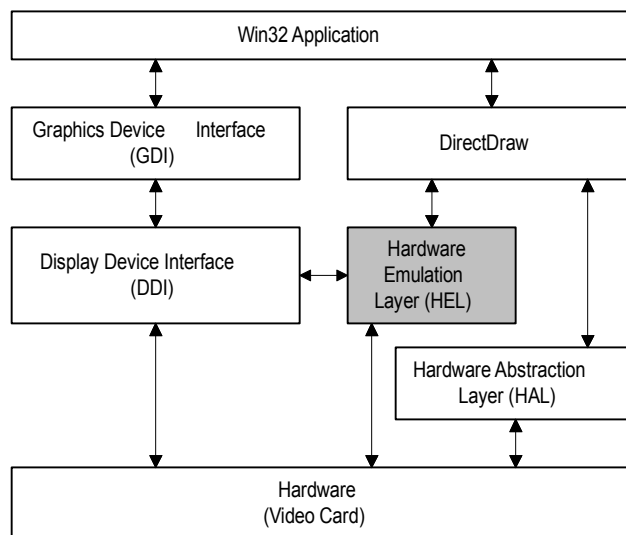 Win32 Application
Graphics Device Interface
(GDI)
DirectDraw
Display Device Interface
(DDI)
Hardware
Emulation
Layer (HEL)
Hardware Abstraction
Layer (HAL)
Hardware
(Video Card)